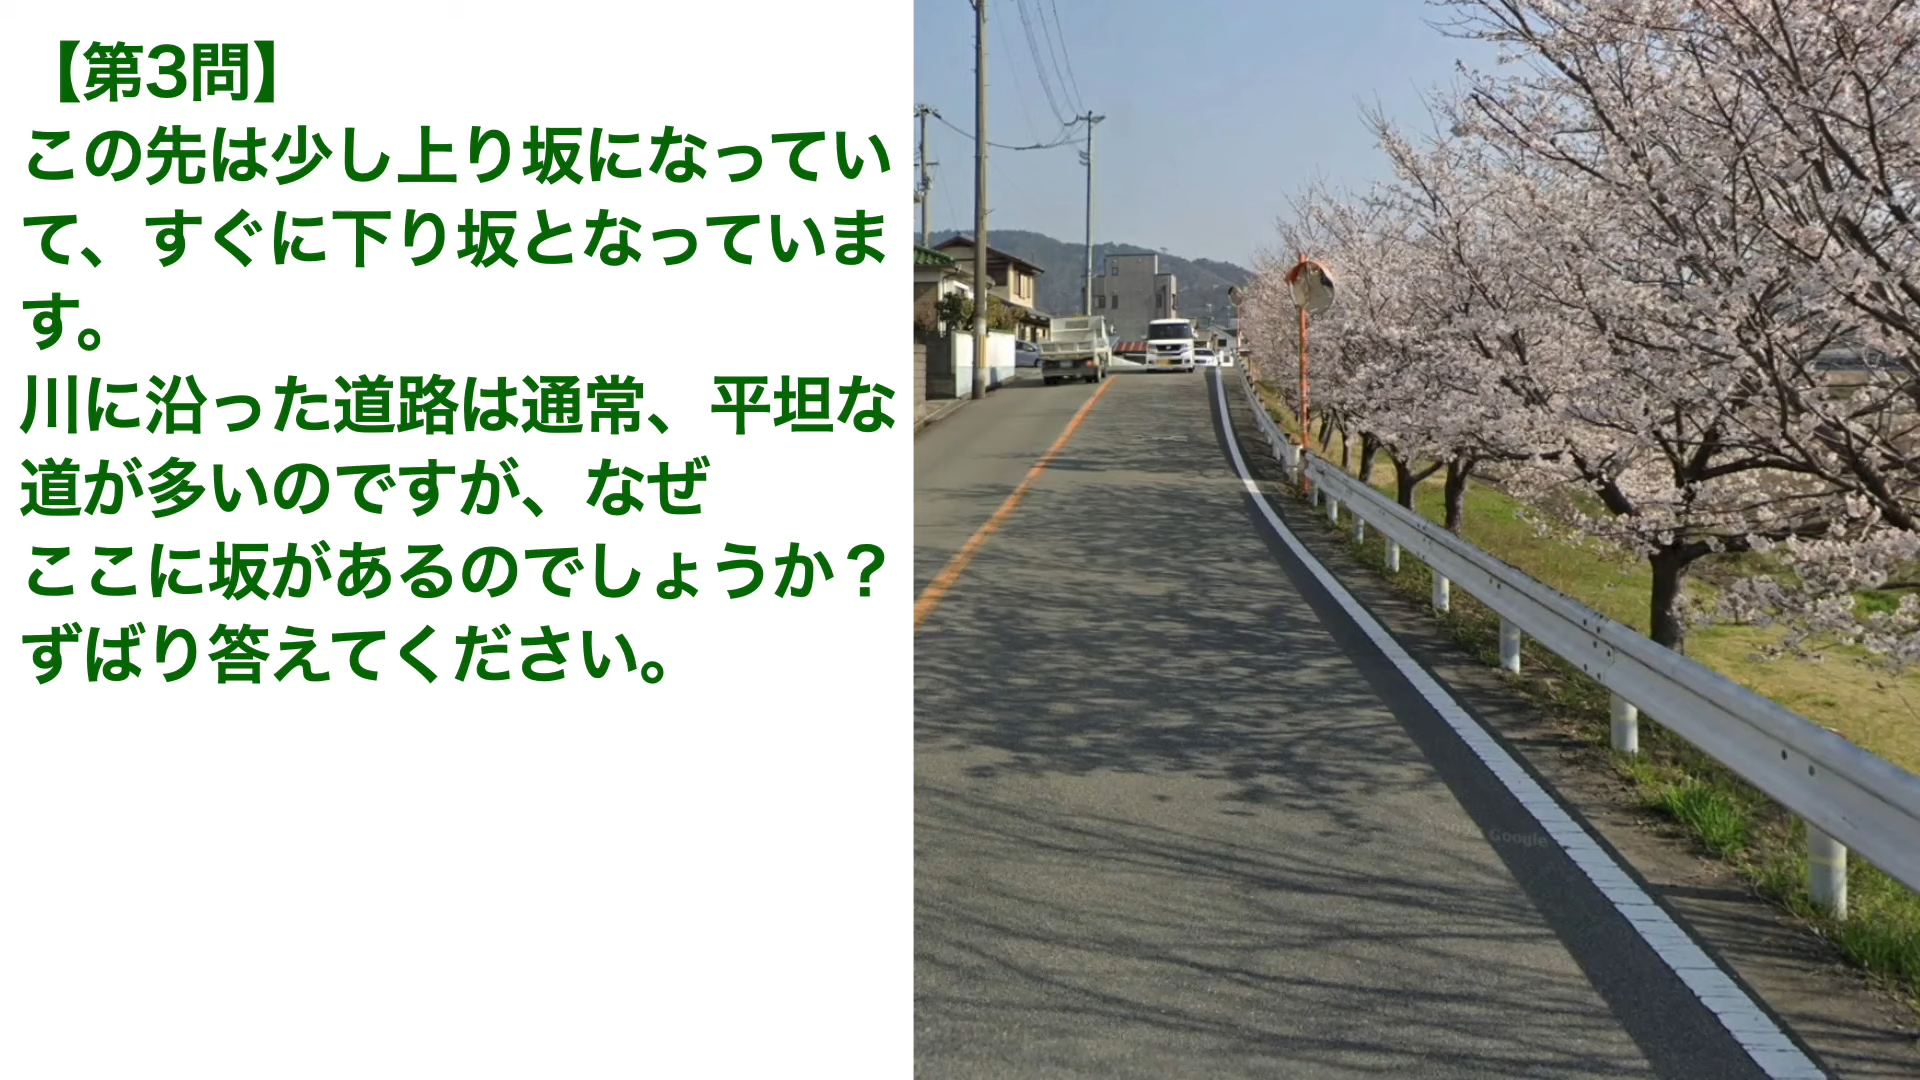 【第3問】
この先は少し上り坂になってい
て、すぐに下り坂となっていま
す。
川に沿った道路は通常、平坦な
道が多いのですが、なぜ
ここに坂があるのでしょうか？
ずばり答えてください。
Google